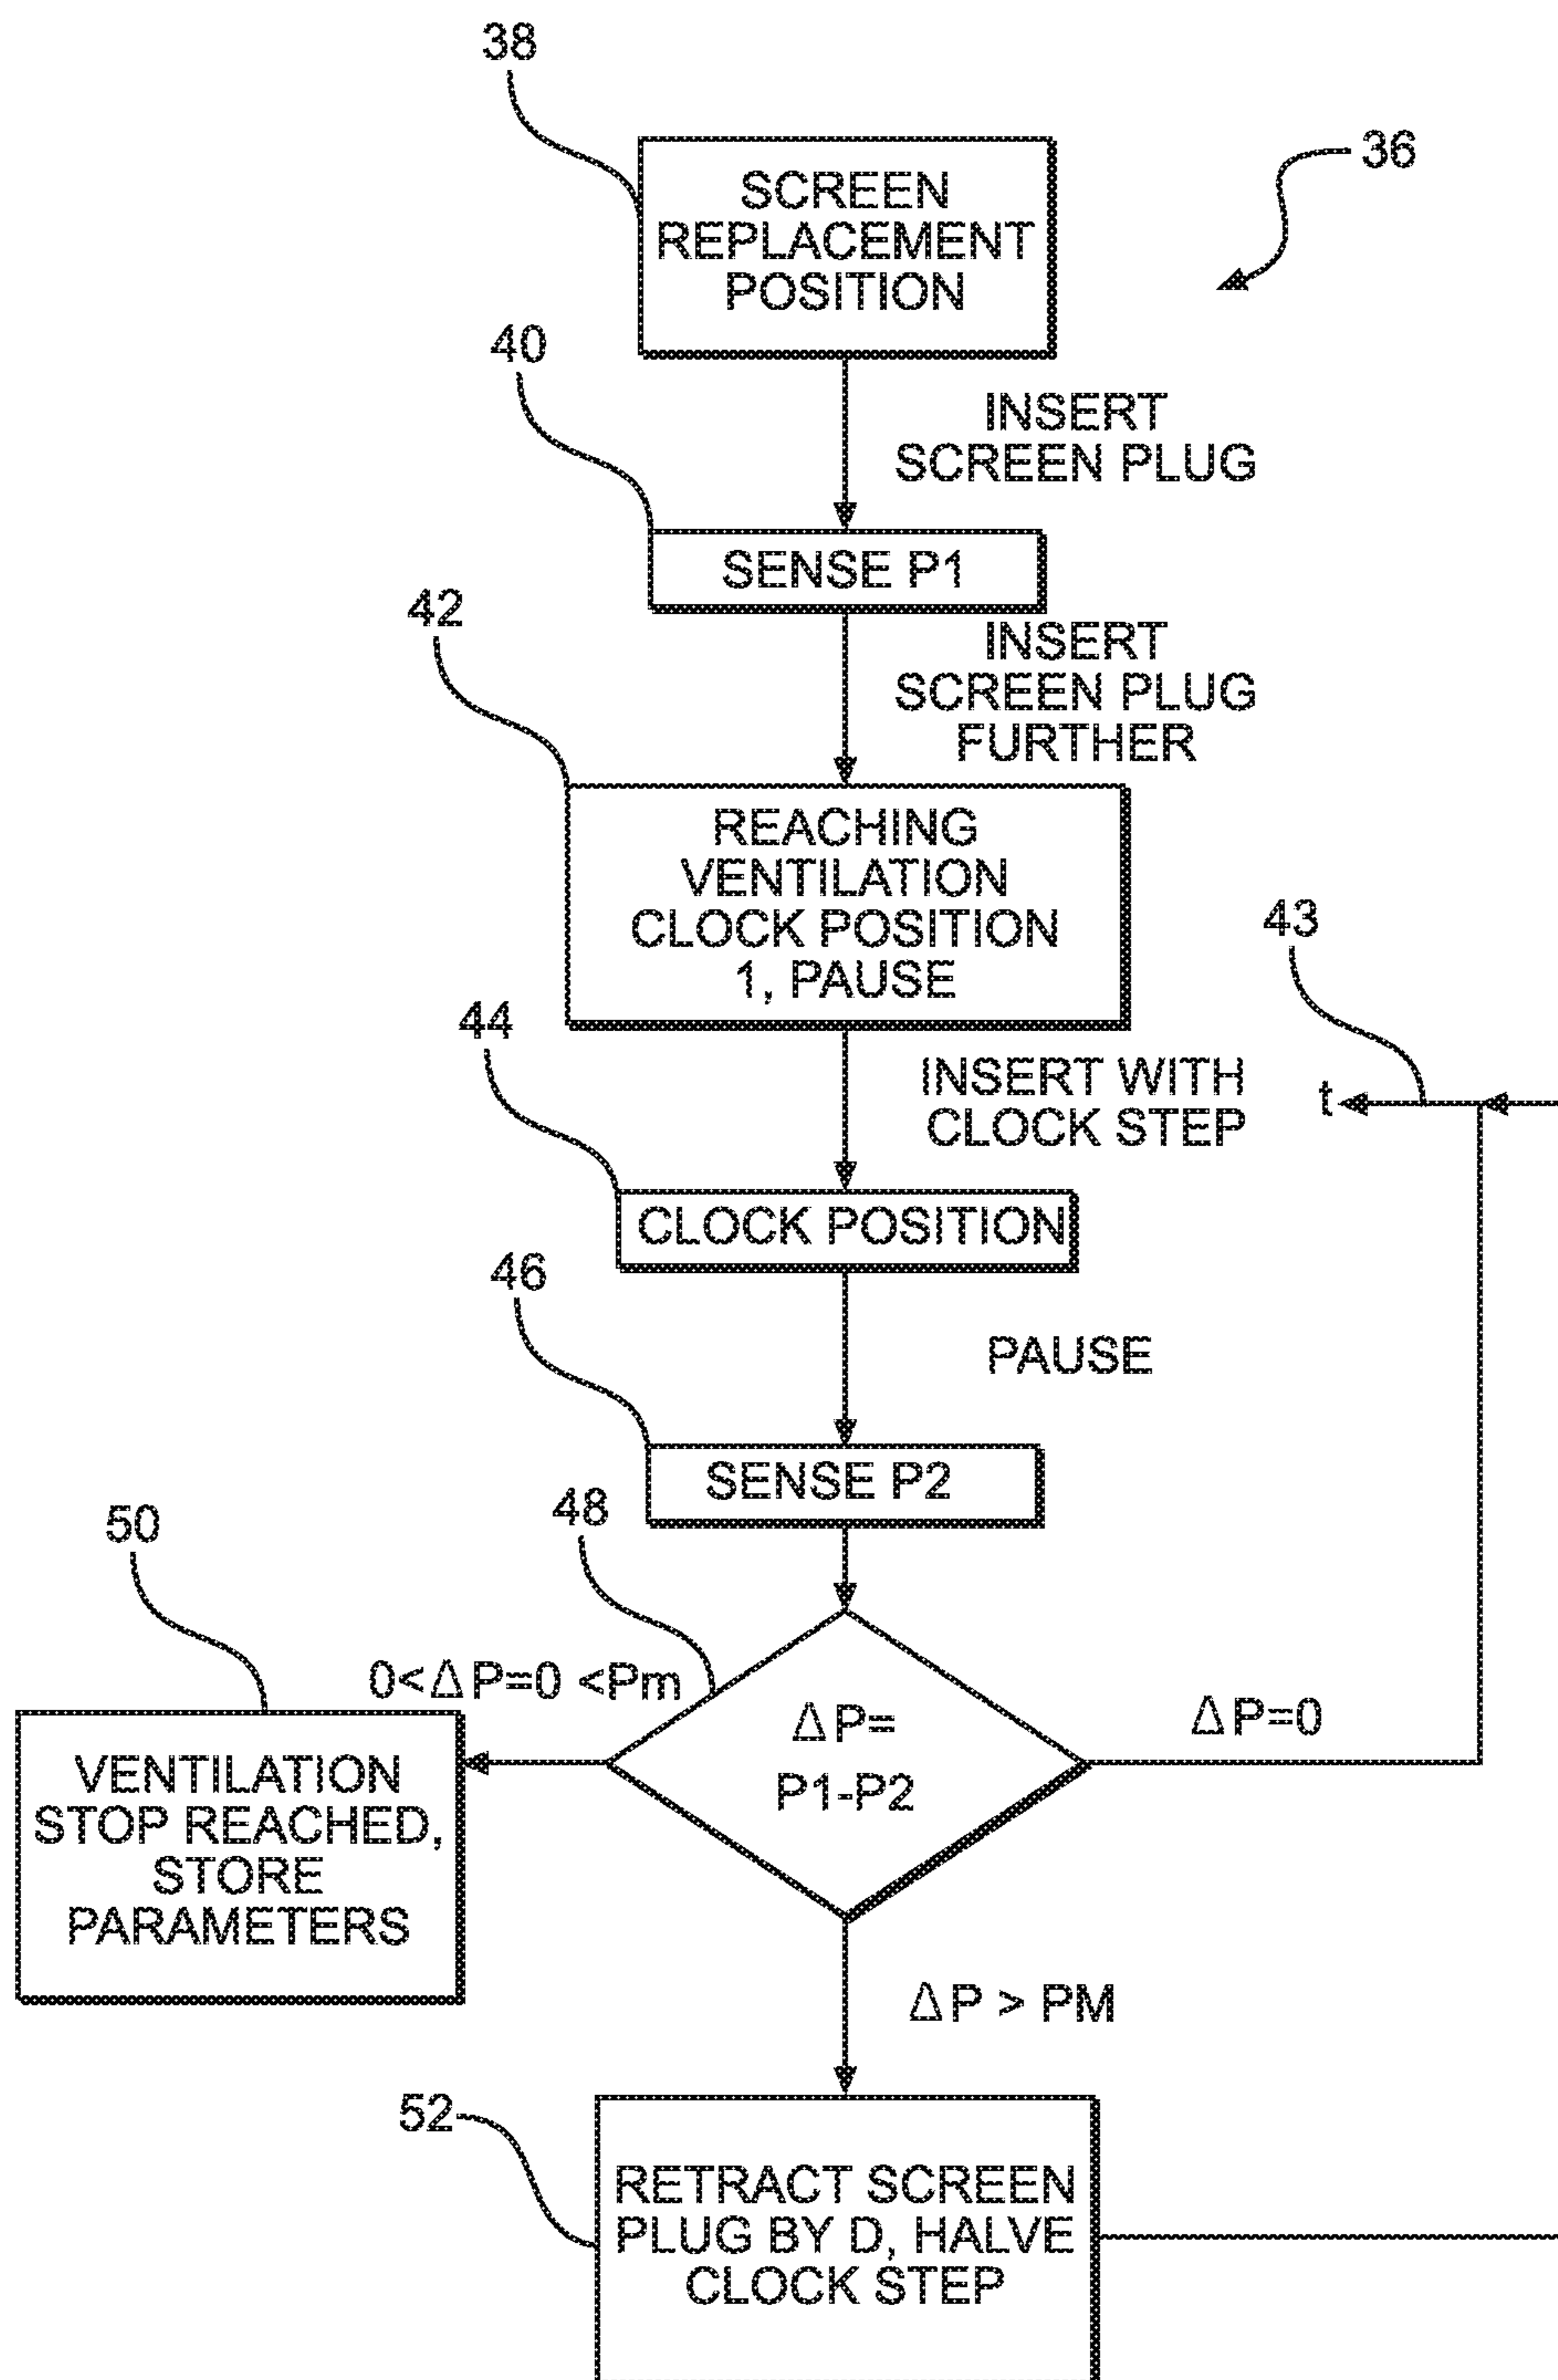 38
36
SCREEN
REPLACEMENT
POSITION
40
INSERT
SCREEN PLUG
SENSE P1
42
INSERT
SCREEN PLUG
FURTHER
REACHING
VENTILATION
CLOCK POSITION
1, PAUSE
43
44
INSERT WITH
CLOCK STEP
t
CLOCK POSITION
46
PAUSE
SENSE P2
48
50
0<ΔP=0 <Pm
ΔP=
P1-P2
ΔP=0
VENTILATION
STOP REACHED,
STORE
PARAMETERS
ΔP > PM
52
RETRACT SCREEN
PLUG BY D, HALVE
CLOCK STEP